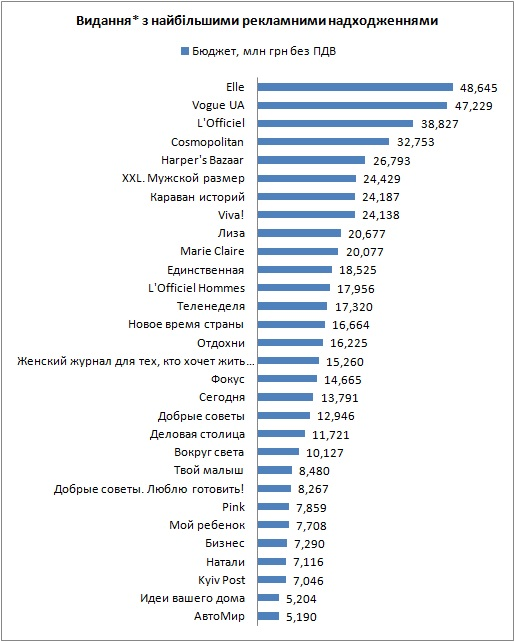 Видання* з найбільшими рекламними надходженнями
Бюджет, млн грн без ПДВ
Elle 48,645
Vogue UA 47,229
L'Officiel 38,827
Cosmopolitan 32,753
Harper's Bazaar 26,793
XXL. Мужской размер 24,429
Караван историй 24,187
Viva! 24,138
Лиза 20,677
Marie Claire 20,077
Единственная 18,525
L'Officiel Hommes 17,956
Теленеделя 17,320
Новое время страны 16,664
Отдохни 16,225
Женский журнал для тех, кто хочет жить... 15,260
Фокус 14,665
Сегодня 13,791
Добрые советы 12,946
Деловая столица 11,721
Вокруг света 10,127
Твой малыш 8,480
Добрые советы. Люблю готовить! 8,267
Pink 7,859
Мой ребенок 7,708
Бизнес 7,290
Натали 7,116
Kyiv Post 7,046
Идеи вашего дома 5,204
АвтоМир 5,190